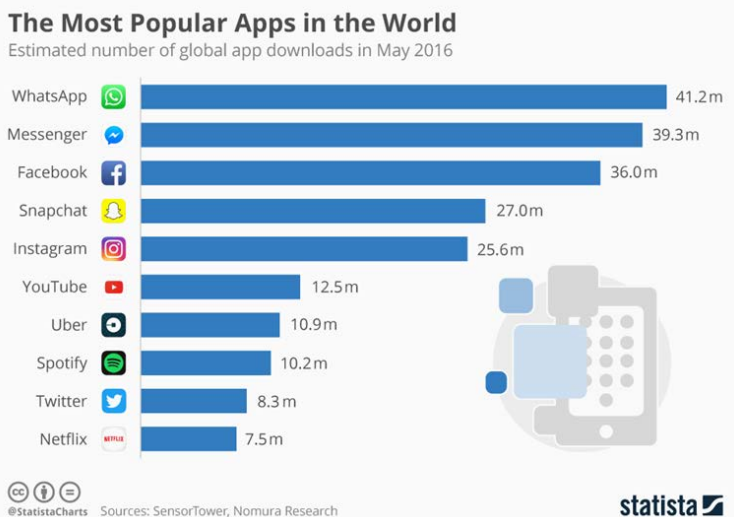 The Most Popular Apps in the World
Estimated number of global app downloads in May 2016
WhatsApp 41.2m
Messenger 39.3m
Facebook 36.0m
Snapchat 27.0m
Instagram 25.6m
YouTube 12.5m
Uber 10.9m
Spotify 10.2m
Twitter 8.3m
Netflix NETFLIX 7.5m
cc
@StatistaCharts Sources: SensorTower, Nomura Research
statista